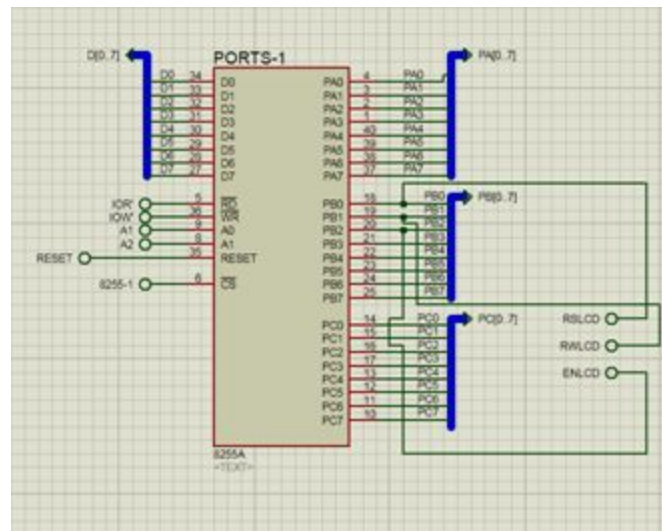 D[0..7]
PORTS-1
PA[0..7]
D0 34 D0 PA0 4 PA0
D1 33 D1 PA1 3 PA1
D2 32 D2 PA2 2 PA2
D3 31 D3 PA3 1 PA3
D4 30 D4 PA4 40 PA4
D5 29 D5 PA5 39 PA5
D6 28 D6 PA6 38 PA6
D7 27 D7 PA7 37 PA7
IOR' 5 RD PB0 18 PB0 PB[0..7]
IOW' 36 WR PB1 19 PB1
A1 9 A0 PB2 20 PB2
A2 8 A1 PB3 21 PB3
RESET 35 RESET PB4 22 PB4
PB5 23 PB5
8255-1 6 CS PB6 24 PB6
PB7 25 PB7
PC0 14 PC0 PC[0..7] RSLCD
PC1 15 PC1
PC2 16 PC2 RWLCD
PC3 17 PC3
PC4 13 PC4 ENLCD
PC5 12 PC5
PC6 11 PC6
PC7 10 PC7
8255A
<TEXT>